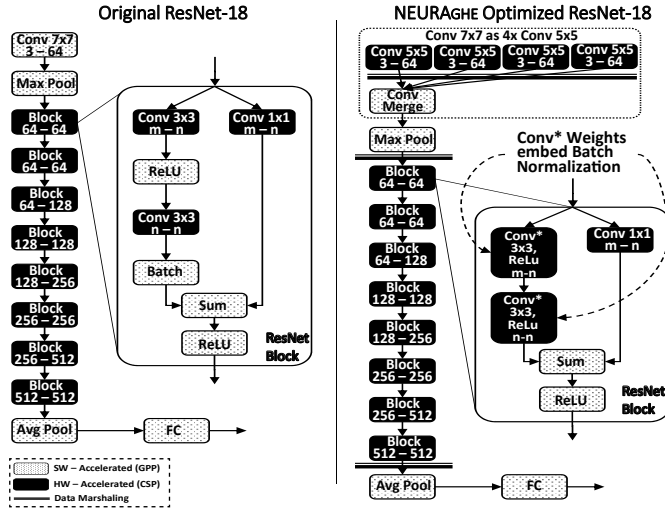 Original ResNet-18
Conv 7x7
3 – 64
Max Pool
Block
64 – 64
Block
64 – 64
Block
64 – 128
Block
128 – 128
Block
128 – 256
Block
256 – 256
Block
256 – 512
Block
512 – 512
Avg Pool
FC
Conv 3x3
m – n
Conv 1x1
m – n
ReLU
Conv 3x3
n – n
Batch
Sum
ReLU
ResNet
Block
SW – Accelerated (GPP)
HW – Accelerated (CSP)
Data Marshaling
NEURAGHE Optimized ResNet-18
Conv 7x7 as 4x Conv 5x5
Conv 5x5
3 – 64
Conv 5x5
3 – 64
Conv 5x5
3 – 64
Conv 5x5
3 – 64
Conv
Merge
Max Pool
Block
64 – 64
Block
64 – 64
Block
64 – 128
Block
128 – 128
Block
128 – 256
Block
256 – 256
Block
256 – 512
Block
512 – 512
Avg Pool
FC
Conv* Weights
embed Batch
Normalization
Conv*
3x3,
ReLu
m-n
Conv 1x1
m – n
Conv*
3x3,
ReLu
n-n
Sum
ReLU
ResNet
Block